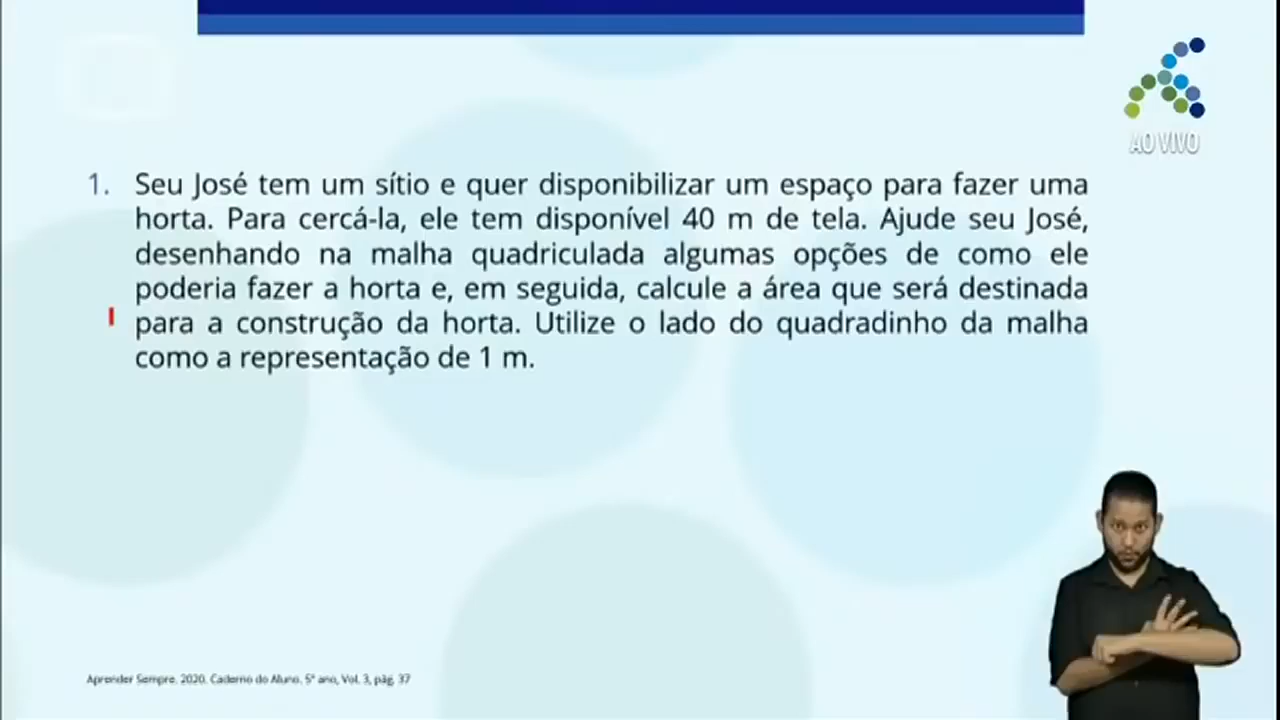 AO VIVO
1. Seu José tem um sítio e quer disponibilizar um espaço para fazer uma
horta. Para cercá-la, ele tem disponível 40 m de tela. Ajude seu José,
desenhando na malha quadriculada algumas opções de como ele
poderia fazer a horta e, em seguida, calcule a área que será destinada
para a construção da horta. Utilize o lado do quadradinho da malha
como a representação de 1 m.
Aprender Sempre. 2020. Caderno do Aluno. 5º ano, Vol. 3, pág. 37